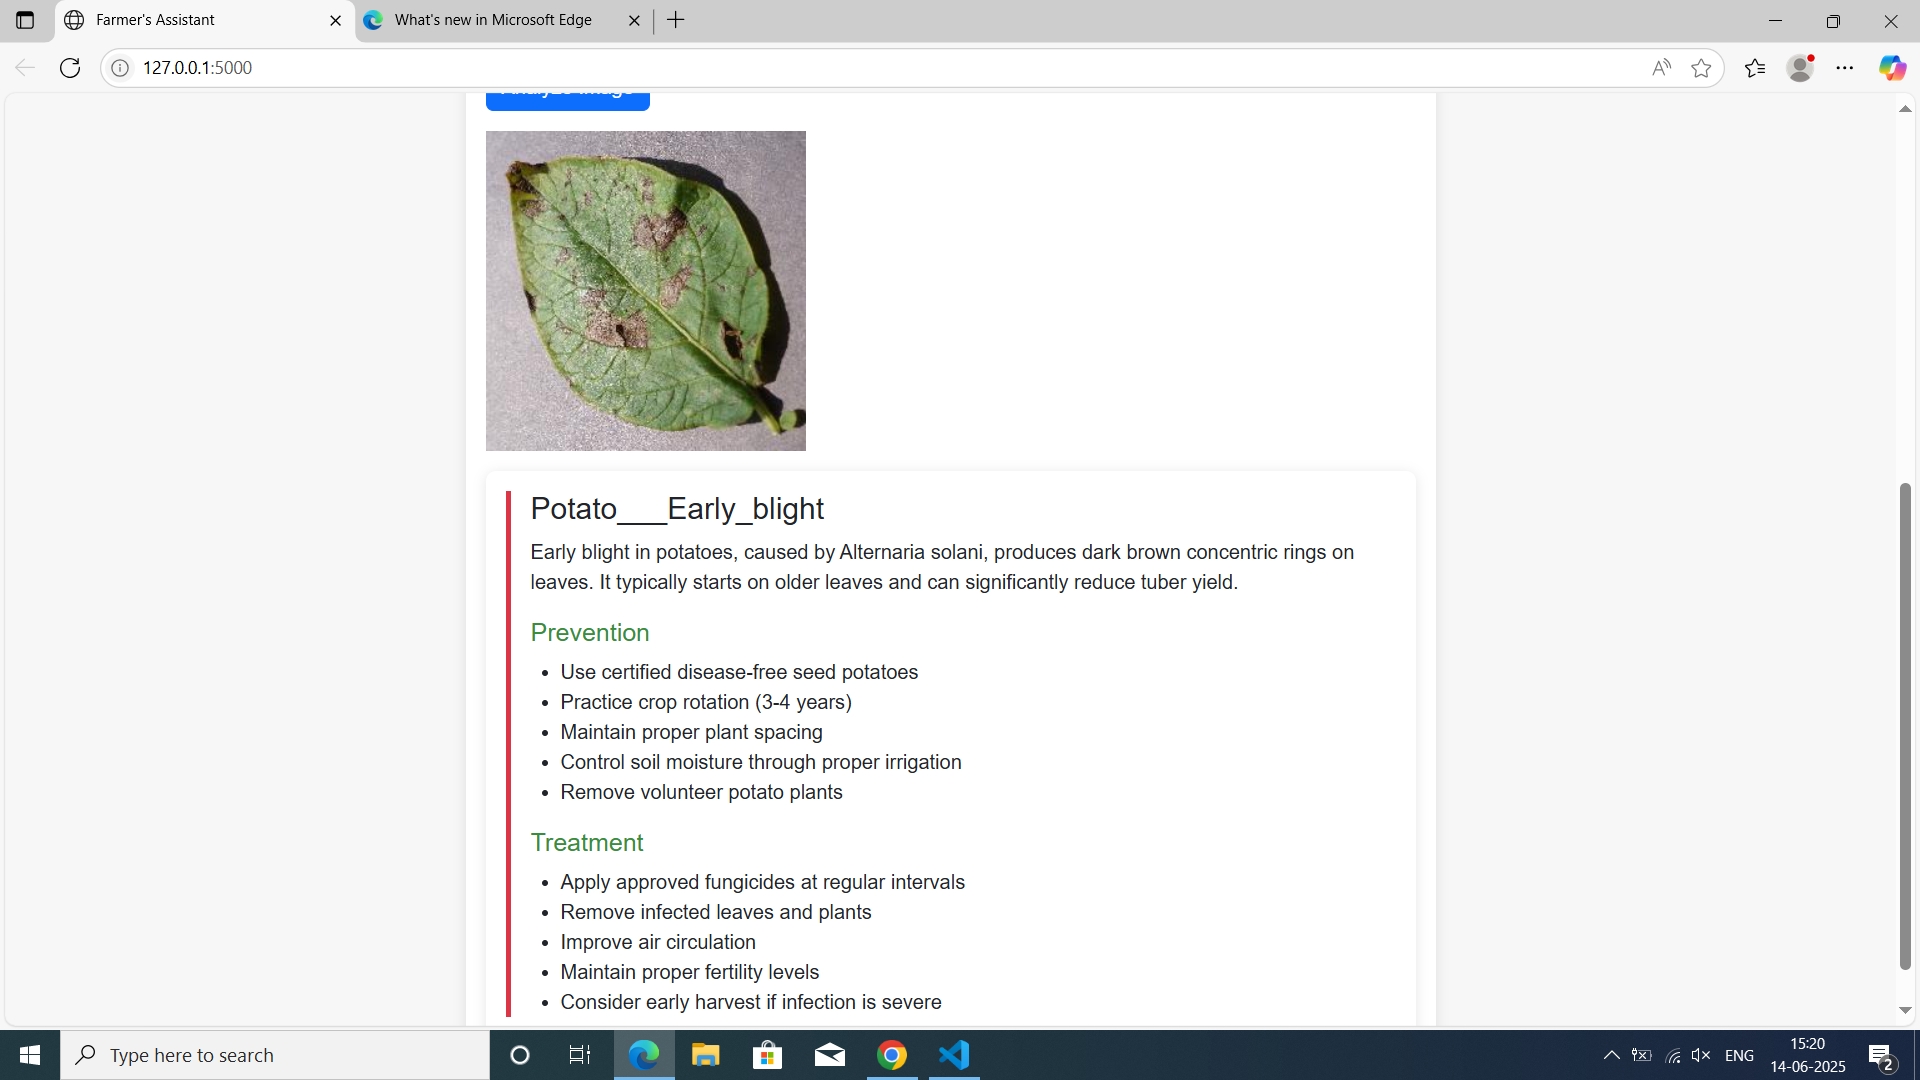 Farmer's Assistant
What's new in Microsoft Edge
127.0.0.1:5000
Analyze Image
Potato___Early_blight
Early blight in potatoes, caused by Alternaria solani, produces dark brown concentric rings on
leaves. It typically starts on older leaves and can significantly reduce tuber yield.
Prevention
Use certified disease-free seed potatoes
Practice crop rotation (3-4 years)
Maintain proper plant spacing
Control soil moisture through proper irrigation
Remove volunteer potato plants
Treatment
Apply approved fungicides at regular intervals
Remove infected leaves and plants
Improve air circulation
Maintain proper fertility levels
Consider early harvest if infection is severe
Type here to search
ENG
15:20
14-06-2025
2